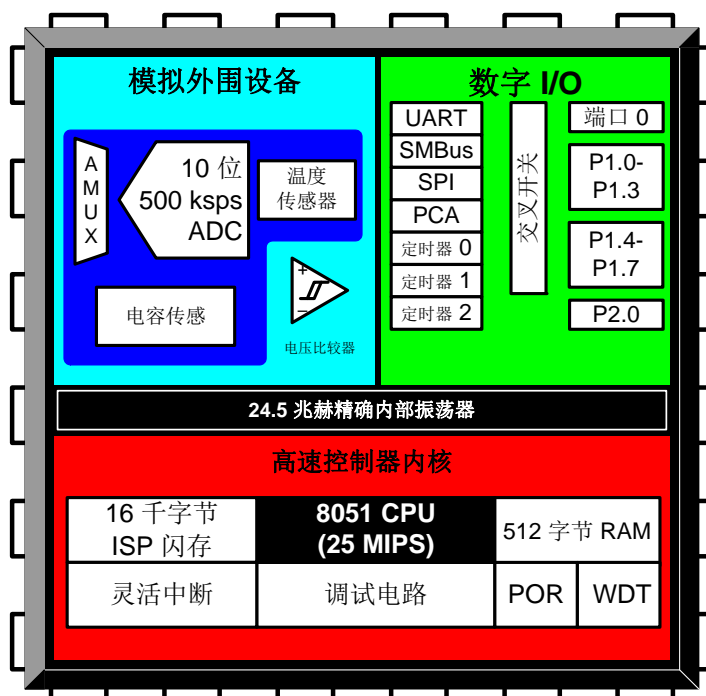 模拟外围设备
A
M
U
X
10 位
500 ksps
ADC
温度
传感器
电容传感
+
−
电压比较器
数字 I/O
UART
SMBus
SPI
PCA
定时器 0
定时器 1
定时器 2
交叉开关
端口 0
P1.0-
P1.3
P1.4-
P1.7
P2.0
24.5 兆赫精确内部振荡器
高速控制器内核
16 千字节
ISP 闪存
8051 CPU
(25 MIPS)
512 字节 RAM
灵活中断
调试电路
POR
WDT